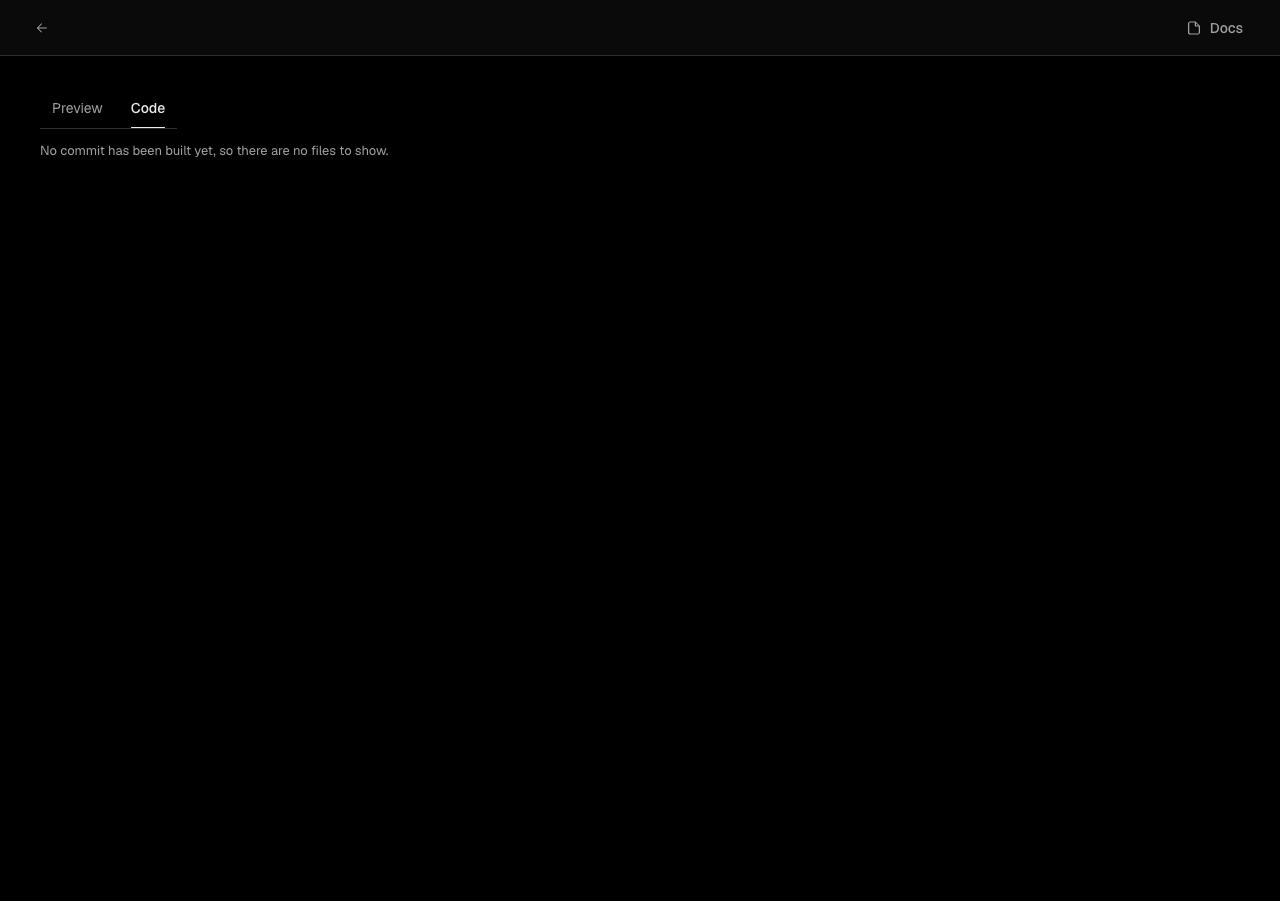 Docs
Preview Code
No commit has been built yet, so there are no files to show.